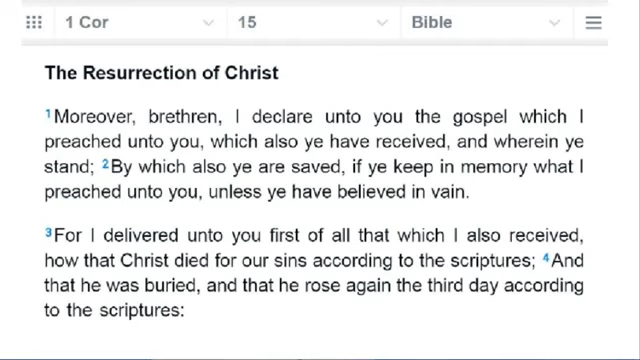 1 Cor 15 Bible
The Resurrection of Christ
1Moreover, brethren, I declare unto you the gospel which I
preached unto you, which also ye have received, and wherein ye
stand; 2By which also ye are saved, if ye keep in memory what I
preached unto you, unless ye have believed in vain.
3For I delivered unto you first of all that which I also received,
how that Christ died for our sins according to the scriptures; 4And
that he was buried, and that he rose again the third day according
to the scriptures: